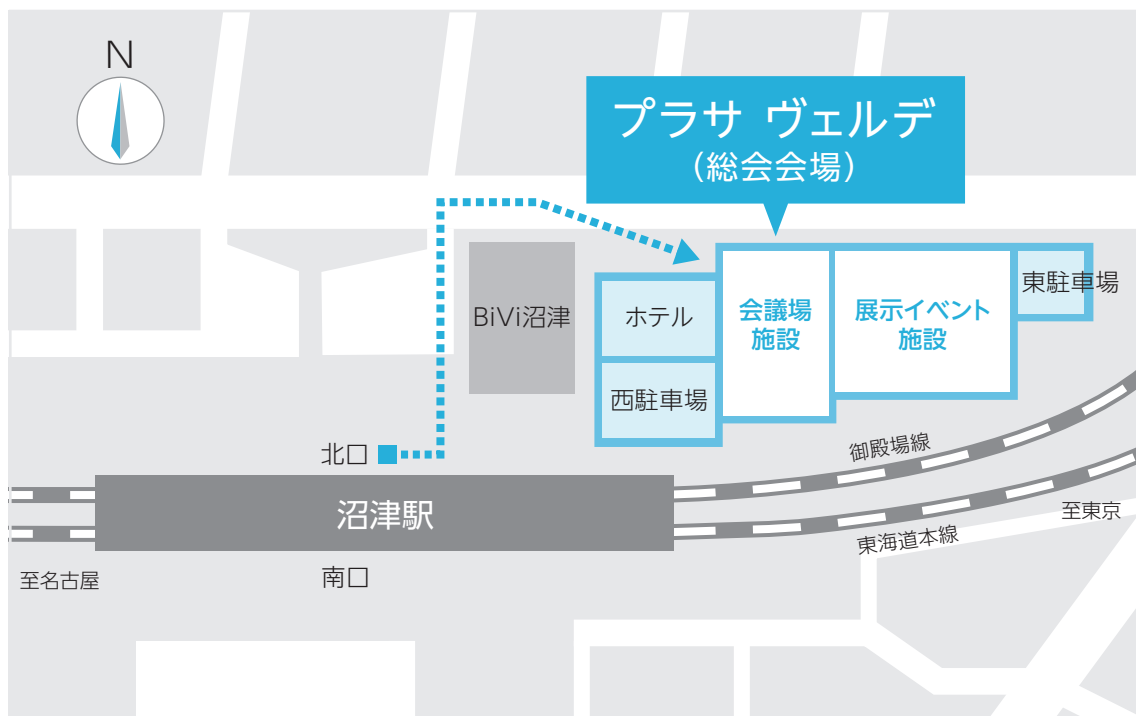 N
プラサ ヴェルデ
（総会会場）
BiVi沼津
ホテル
西駐車場
会議場
施設
展示イベント
施設
東駐車場
北口
沼津駅
南口
御殿場線
東海道本線
至東京
至名古屋